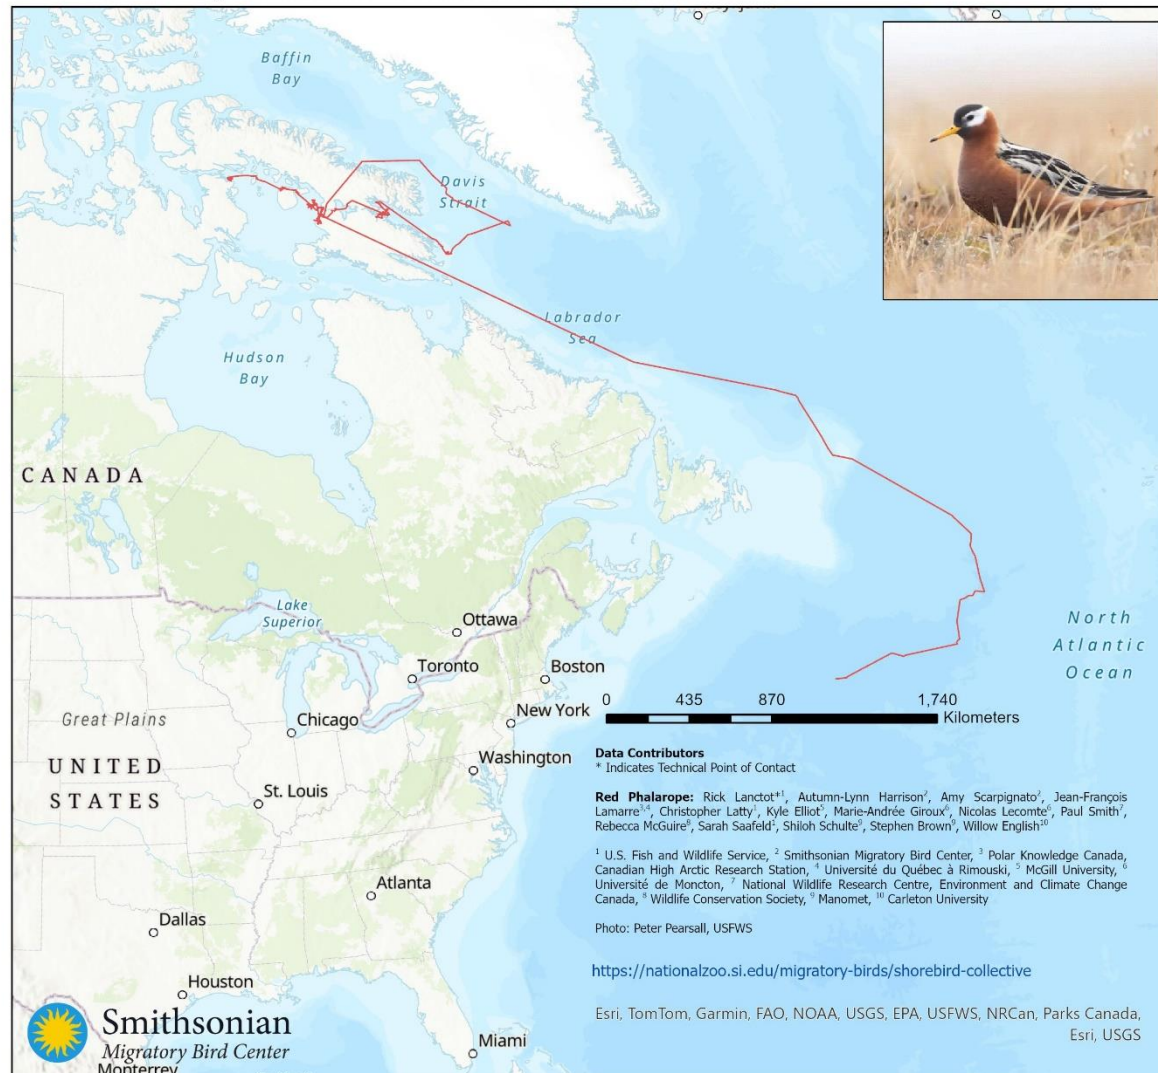 Baffin
Bay
Davis
Strait
Labrador
Sea
Hudson
Bay
CANADA
Lake
Superior
Ottawa
Toronto
Boston
North
Atlantic
Ocean
0 435 870 1,740
Kilometers
New York
Great Plains
Chicago
Washington
UNITED
STATES
St. Louis
Data Contributors
* Indicates Technical Point of Contact
Red Phalarope: Rick Lanctot*¹, Autumn-Lynn Harrison², Amy Scarpignato², Jean-François
Lamarre³,⁴, Christopher Latty¹, Kyle Elliot⁵, Marie-Andrée Giroux⁶, Nicolas Lecomte⁶, Paul Smith⁷,
Rebecca McGuire⁸, Sarah Saafeld¹, Shiloh Schulte⁹, Stephen Brown⁹, Willow English¹⁰
¹ U.S. Fish and Wildlife Service, ² Smithsonian Migratory Bird Center, ³ Polar Knowledge Canada,
Canadian High Arctic Research Station, ⁴ Université du Québec à Rimouski, ⁵ McGill University, ⁶
Université de Moncton, ⁷ National Wildlife Research Centre, Environment and Climate Change
Canada, ⁸ Wildlife Conservation Society, ⁹ Manomet, ¹⁰ Carleton University
Photo: Peter Pearsall, USFWS
Atlanta
Dallas
https://nationalzoo.si.edu/migratory-birds/shorebird-collective
Houston
Esri, TomTom, Garmin, FAO, NOAA, USGS, EPA, USFWS, NRCan, Parks Canada,
Esri, USGS
Smithsonian
Migratory Bird Center
Miami
Monterrey